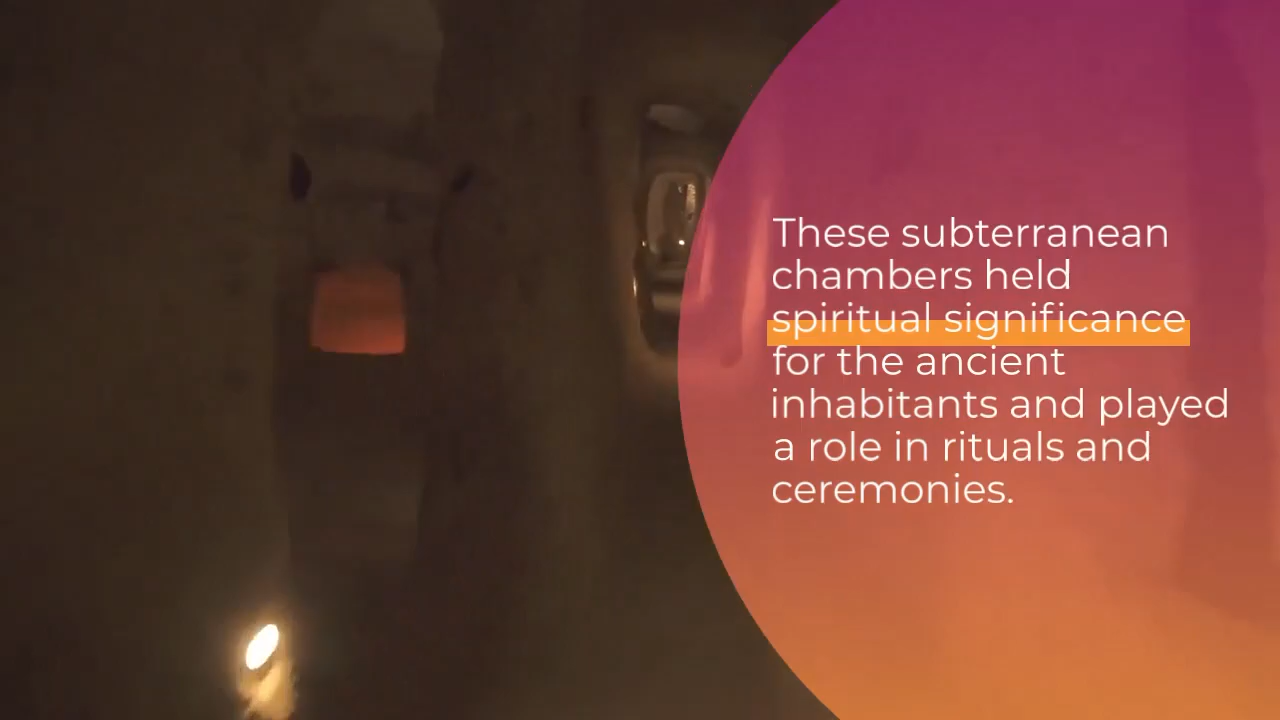 These subterranean
chambers held
spiritual significance
for the ancient
inhabitants and played
a role in rituals and
ceremonies.